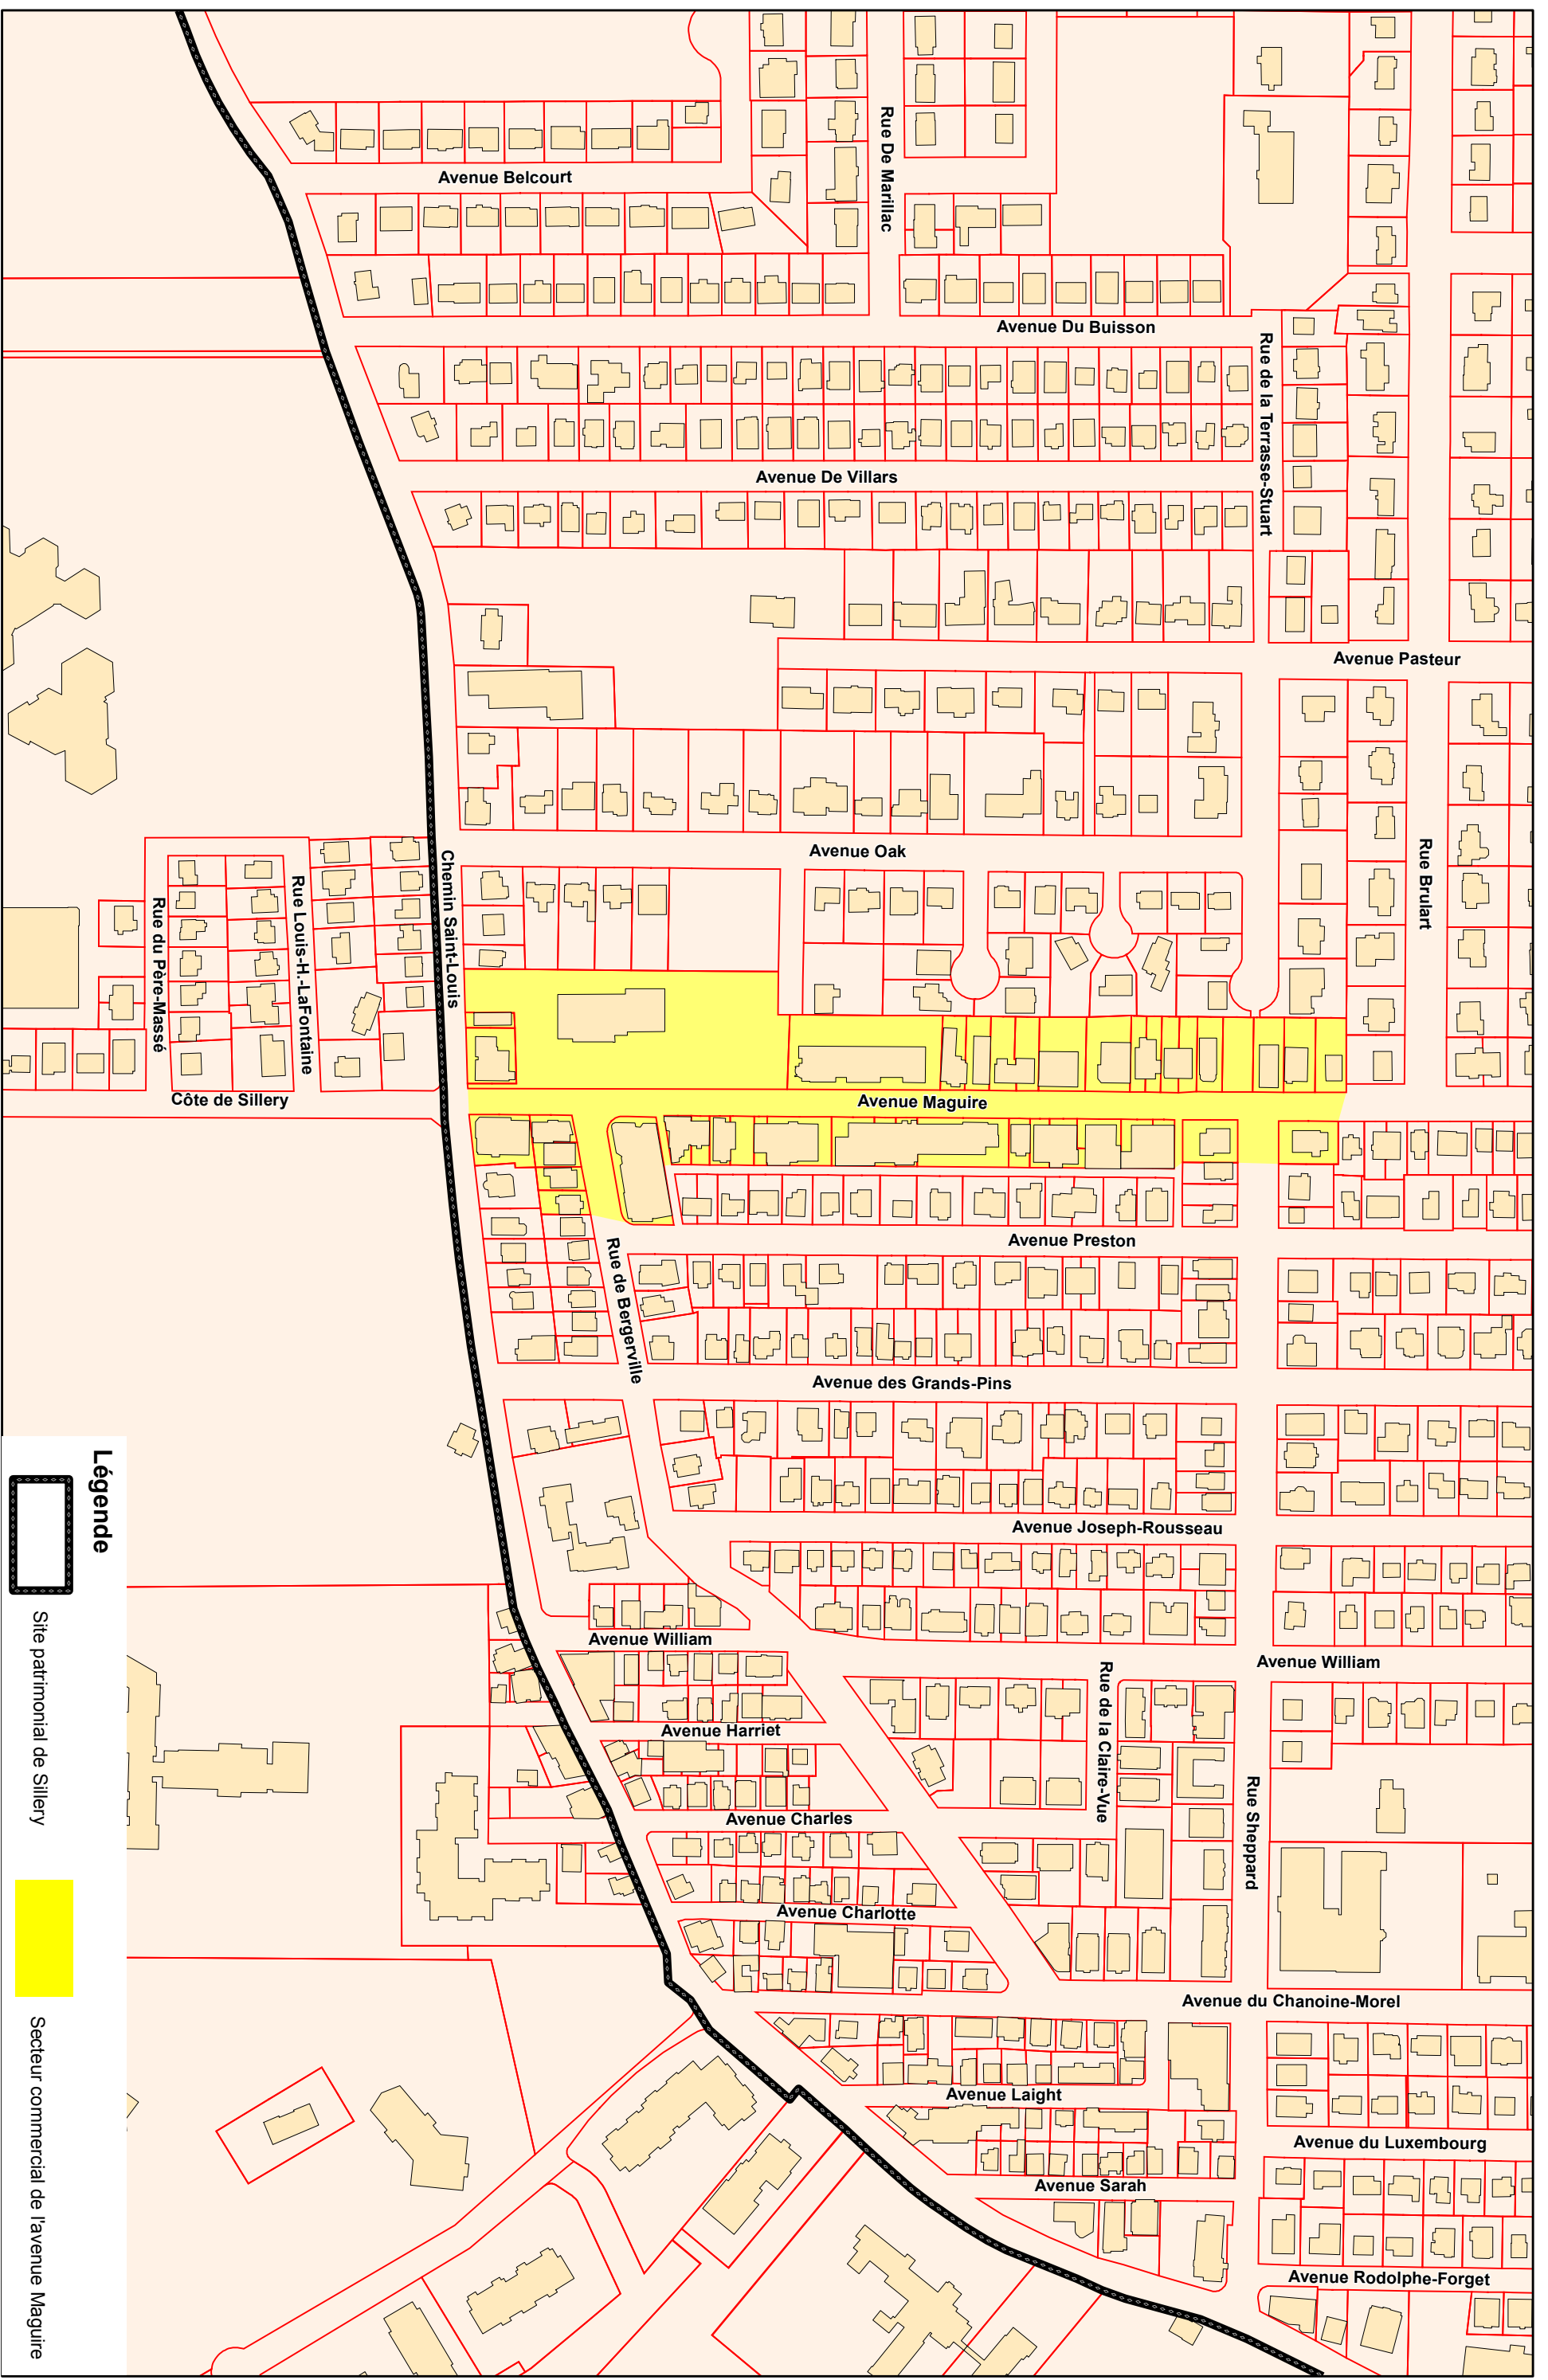 Rue De Marillac
Avenue Belcourt
Avenue Du Buisson
Rue de la Terrasse-Stuart
Avenue De Villars
Avenue Pasteur
Avenue Oak
Rue Brulart
Chemin Saint-Louis
Rue Louis-H.-LaFontaine
Rue du Père-Massé
Côte de Sillery
Avenue Maguire
Avenue Preston
Rue de Bergerville
Avenue des Grands-Pins
Avenue Joseph-Rousseau
Avenue William
Avenue William
Rue de la Claire-Vue
Avenue Harriet
Rue Sheppard
Avenue Charles
Avenue Charlotte
Avenue du Chanoine-Morel
Avenue Laight
Avenue du Luxembourg
Avenue Sarah
Avenue Rodolphe-Forget
Légende
Site patrimonial de Sillery
Secteur commercial de l'avenue Maguire